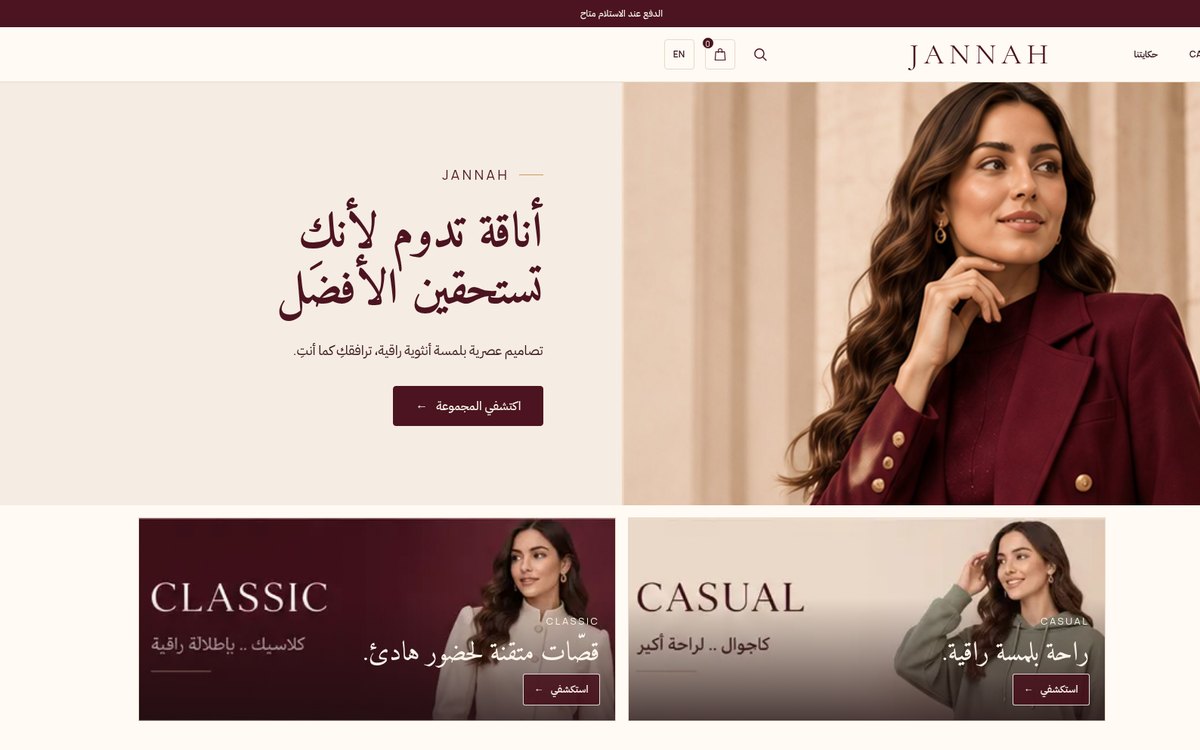 الدفع عند الاستلام متاح
CA
حكايتنا
JANNAH
0
EN
JANNAH
أناقة تدوم لأنكِ
تستحقين الأفضَل
تصاميم عصرية بلمسة أنثوية راقية، ترافقكِ كما أنتِ.
اكتشفي المجموعة ←
CASUAL
كاجوال .. لراحة أكير
CASUAL
راحة بلمسة راقية.
استكشفي ←
CLASSIC
كلاسيك .. بإطلالة راقية
CLASSIC
قصّات متقنة لحضور هادئ.
استكشفي ←